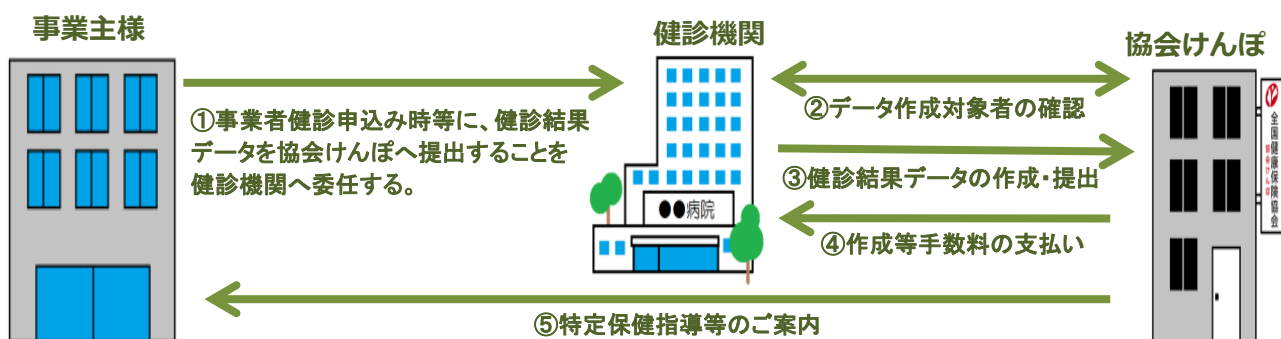 事業主様
健診機関
協会けんぽ
①事業者健診申込み時等に、健診結果
データを協会けんぽへ提出することを
健診機関へ委任する。
②データ作成対象者の確認
③健診結果データの作成・提出
④作成等手数料の支払い
⑤特定保健指導等のご案内
●●病院
全国健康保険協会
協会けんぽ